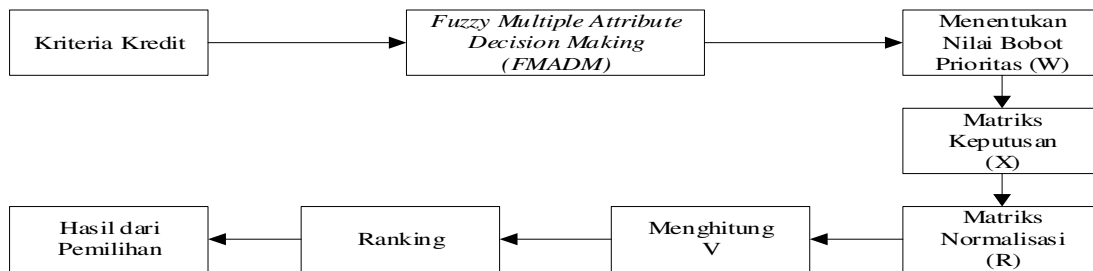 Kriteria Kredit
Fuzzy Multiple Attribute
Decision Making
(FMADM)
Menentukan
Nilai Bobot
Prioritas (W)
Matriks
Keputusan
(X)
Matriks
Normalisasi
(R)
Menghitung
V
Ranking
Hasil dari
Pemilihan